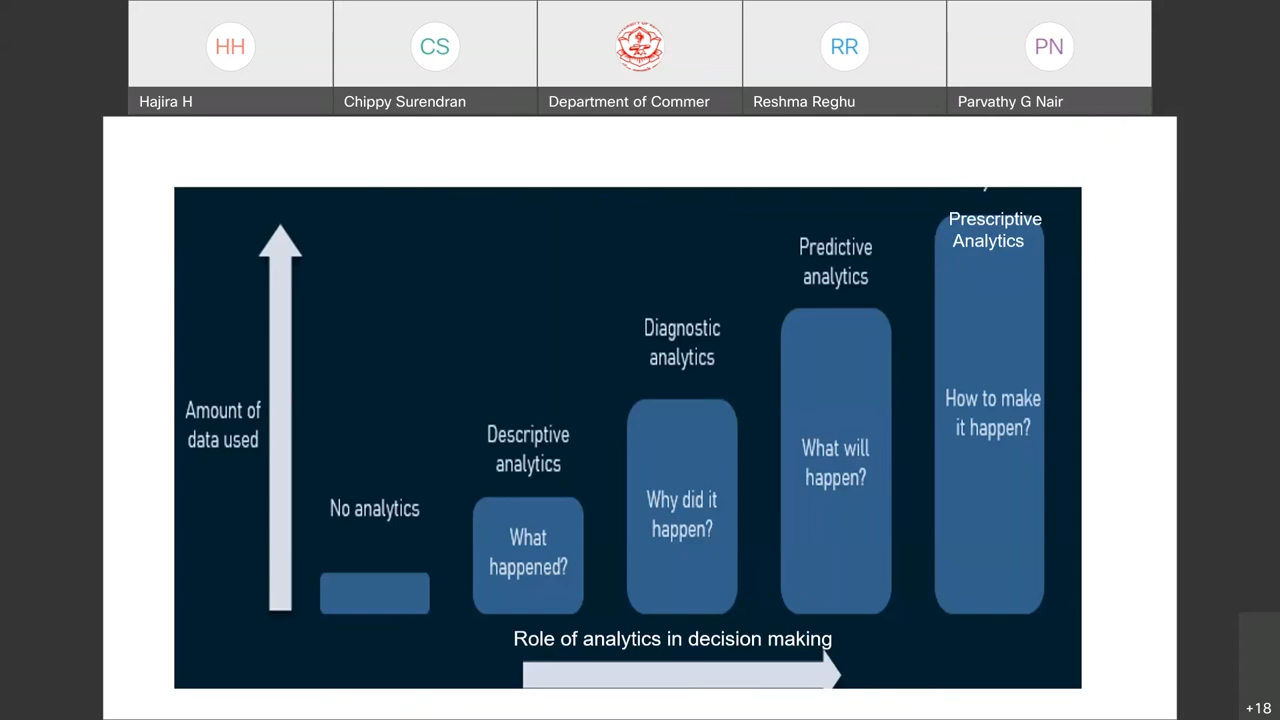 HH
CS
RR
PN
Hajira H
Chippy Surendran
Department of Commer
Reshma Reghu
Parvathy G Nair
Prescriptive
Analytics
Predictive
analytics
Diagnostic
analytics
Amount of
data used
How to make
it happen?
Descriptive
analytics
What will
happen?
No analytics
Why did it
happen?
What
happened?
Role of analytics in decision making
+18